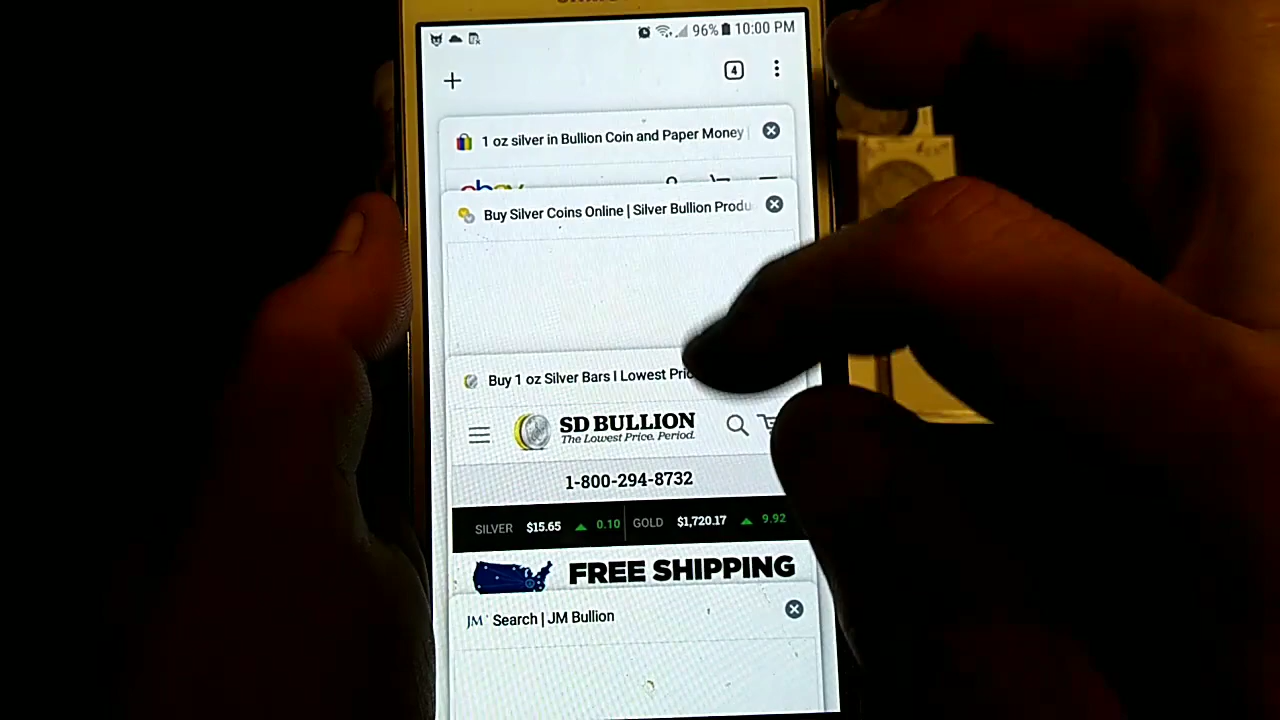 96% 10:00 PM
4
1 oz silver in Bullion Coin and Paper Money
ebay
Buy Silver Coins Online | Silver Bullion Produ
Buy 1 oz Silver Bars I Lowest Pric
SD BULLION
The Lowest Price. Period.
1-800-294-8732
SILVER $15.65 ▲ 0.10 GOLD $1,720.17 ▲ 9.92
FREE SHIPPING
JM Search | JM Bullion